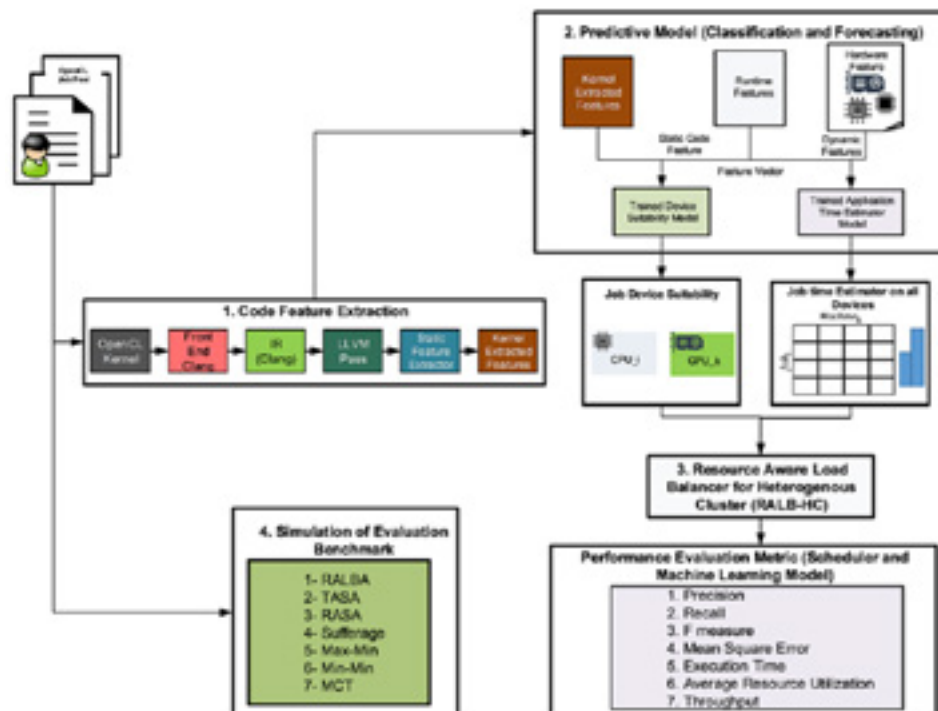 OpenCL
Job Pool
2. Predictive Model (Classification and Forecasting)
Kernel
Extracted
Features
Runtime
Features
Hardware
Feature
Static Code
Feature
Dynamic
Features
Feature Vector
Trained Device
Suitability Model
Trained Application
Time Estimator
Model
1. Code Feature Extraction
OpenCL
Kernel
Front
End
Clang
IR
(Clang)
LLVM
Pass
Static
Feature
Extractor
Kernel
Extracted
Features
Job Device Suitability
CPU_i
GPU_k
Job time Estimator on all
Devices
3. Resource Aware Load
Balancer for Heterogenous
Cluster (RALB-HC)
4. Simulation of Evaluation
Benchmark
1- RALBA
2- TASA
3- RASA
4- Sufferage
5- Max-Min
6- Min-Min
7- MCT
Performance Evaluation Metric (Scheduler and
Machine Learning Model)
1. Precision
2. Recall
3. F measure
4. Mean Square Error
5. Execution Time
6. Average Resource Utilization
7. Throughput